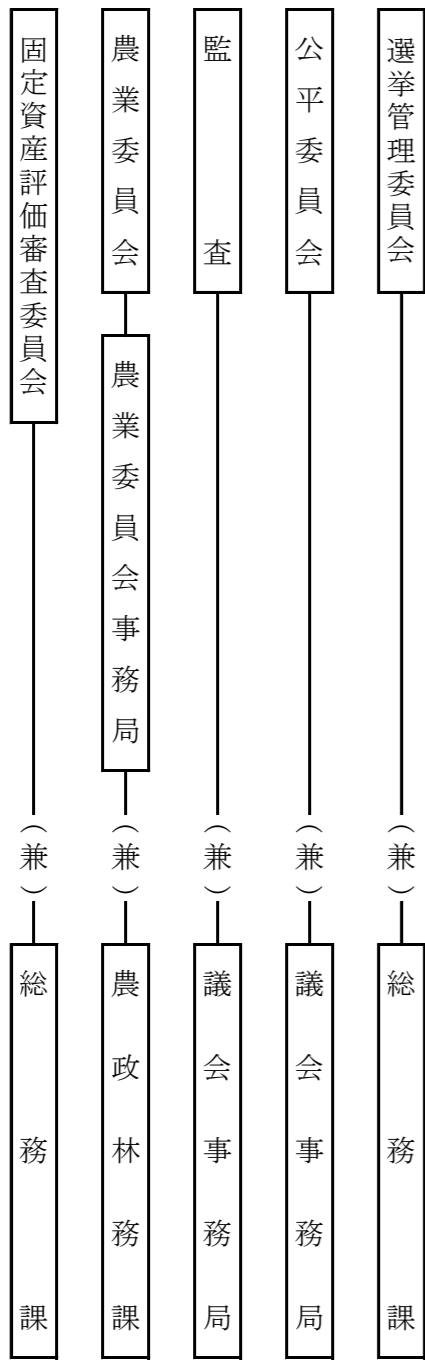 選挙管理委員会
(兼)
総務課
公平委員会
(兼)
議会事務局
監査
(兼)
議会事務局
農業委員会
農業委員会事務局
(兼)
農政林務課
固定資産評価審査委員会
(兼)
総務課